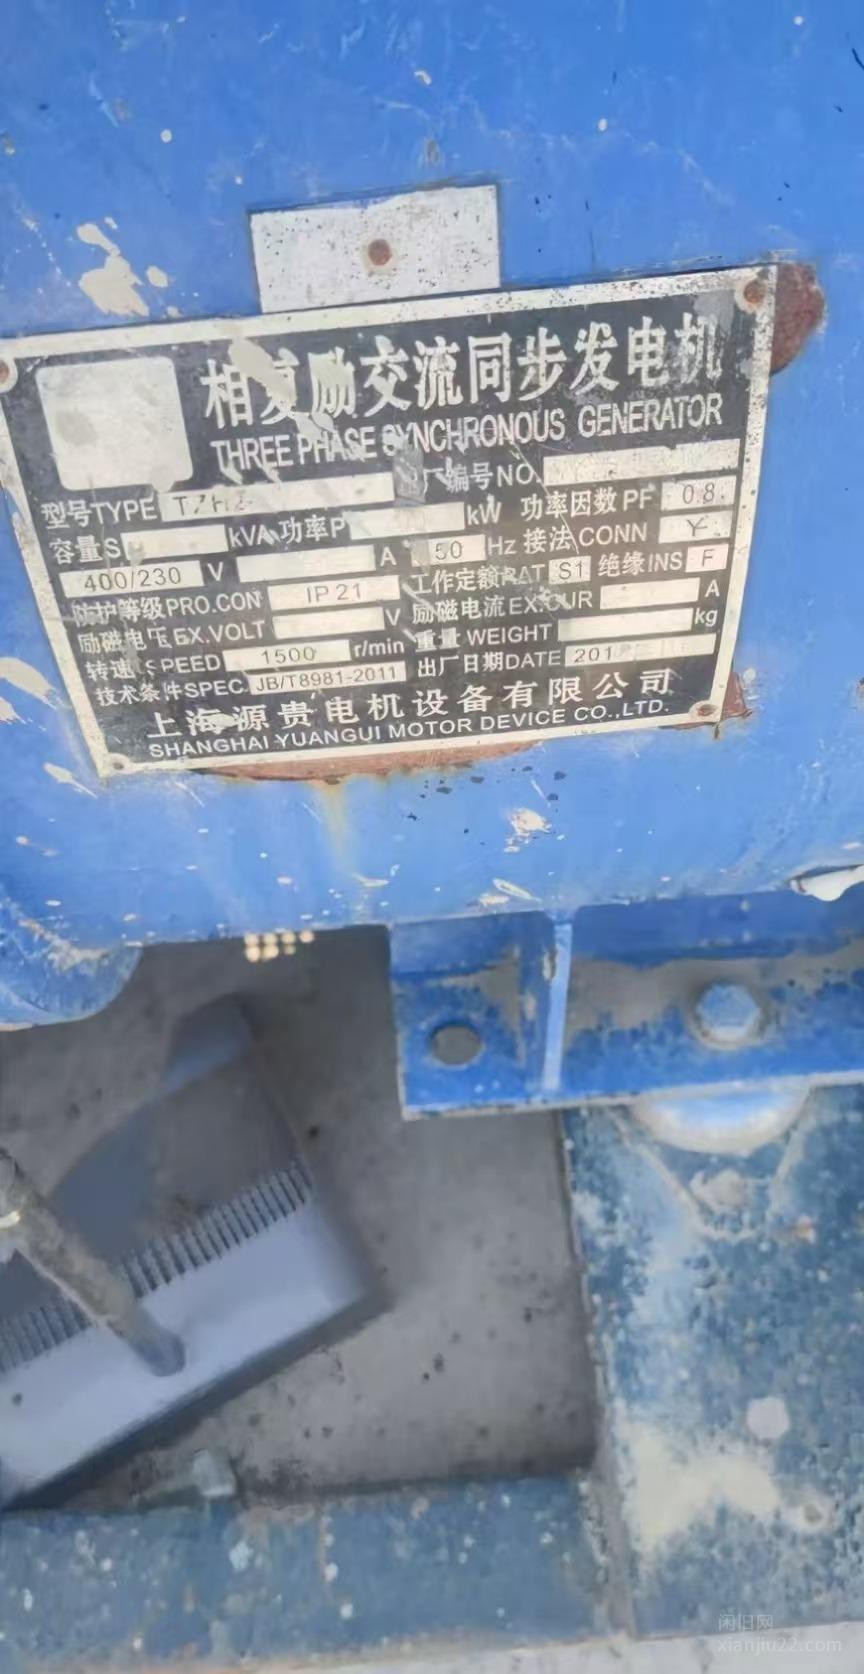 相复励交流同步发电机
THREE PHASE SYNCHRONOUS GENERATOR
编号NO.
型号TYPE TZH2
容量S kVA 功率P kW 功率因数PF 0.8
400/230 V A 50 Hz 接法CONN Y
防护等级PRO.CON IP21 工作定额RAT S1 绝缘INS F
励磁电压EX.VOLT V 励磁电流EX.CUR A
转速SPEED 1500 r/min 重量WEIGHT kg
技术条件SPEC. JB/T8981-2011 出厂日期DATE 201
上海源贵电机设备有限公司
SHANGHAI YUANGUI MOTOR DEVICE CO.,LTD.
闲旧网
xianjiu22.com